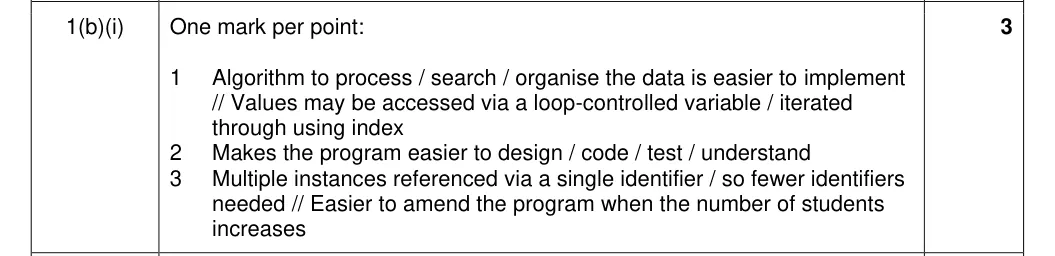 1(b)(i) One mark per point: 3
1 Algorithm to process / search / organise the data is easier to implement
// Values may be accessed via a loop-controlled variable / iterated
through using index
2 Makes the program easier to design / code / test / understand
3 Multiple instances referenced via a single identifier / so fewer identifiers
needed // Easier to amend the program when the number of students
increases